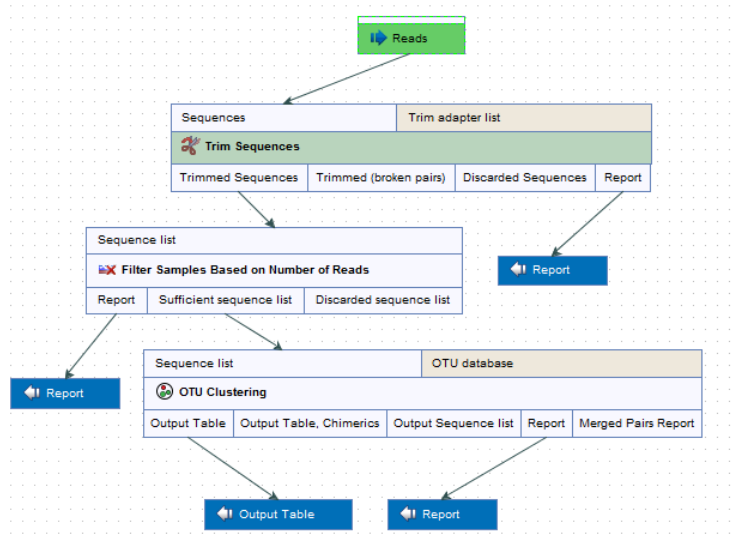 Reads
Sequences Trim adapter list
Trim Sequences
Trimmed Sequences Trimmed (broken pairs) Discarded Sequences Report
Sequence list
Filter Samples Based on Number of Reads
Report
Report Sufficient sequence list Discarded sequence list
Sequence list OTU database
OTU Clustering
Report
Output Table Output Table, Chimerics Output Sequence list Report Merged Pairs Report
Output Table Report